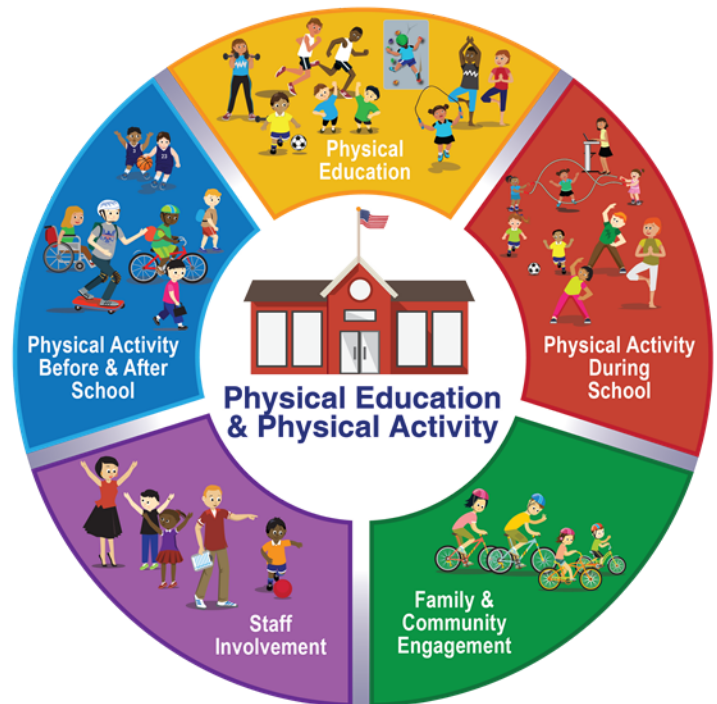 Physical
Education
Physical Activity
Before & After
School
Physical Activity
During
School
Physical Education
& Physical Activity
Staff
Involvement
Family &
Community
Engagement